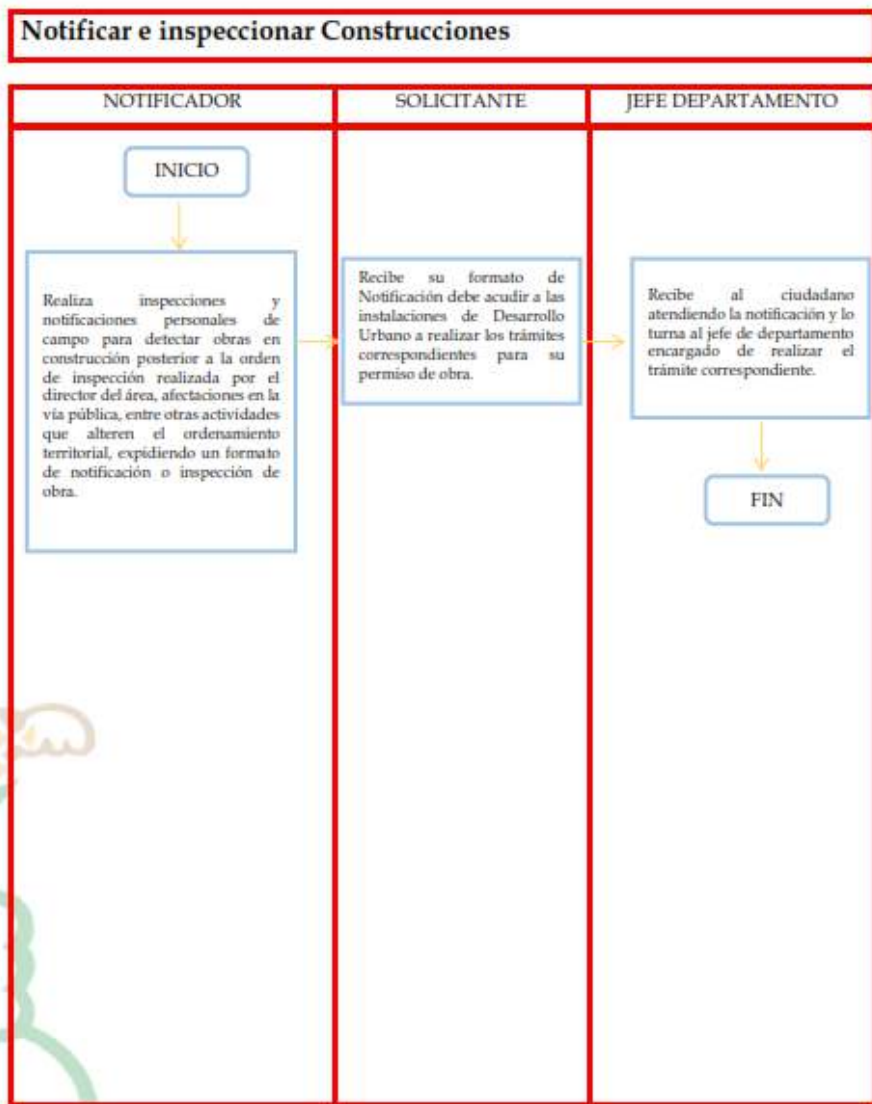 Notificar e inspeccionar Construcciones
NOTIFICADOR
SOLICITANTE
JEFE DEPARTAMENTO
INICIO
Realiza inspecciones y
notificaciones personales de
campo para detectar obras en
construcción posterior a la orden
de inspección realizada por el
director del área, afectaciones en la
vía pública, entre otras actividades
que alteren el ordenamiento
territorial, expidiendo un formato
de notificación o inspección de
obra.
Recibe su formato de
Notificación debe acudir a las
instalaciones de Desarrollo
Urbano a realizar los trámites
correspondientes para su
permiso de obra.
Recibe al ciudadano
atendiendo la notificación y lo
turna al jefe de departamento
encargado de realizar el
trámite correspondiente.
FIN